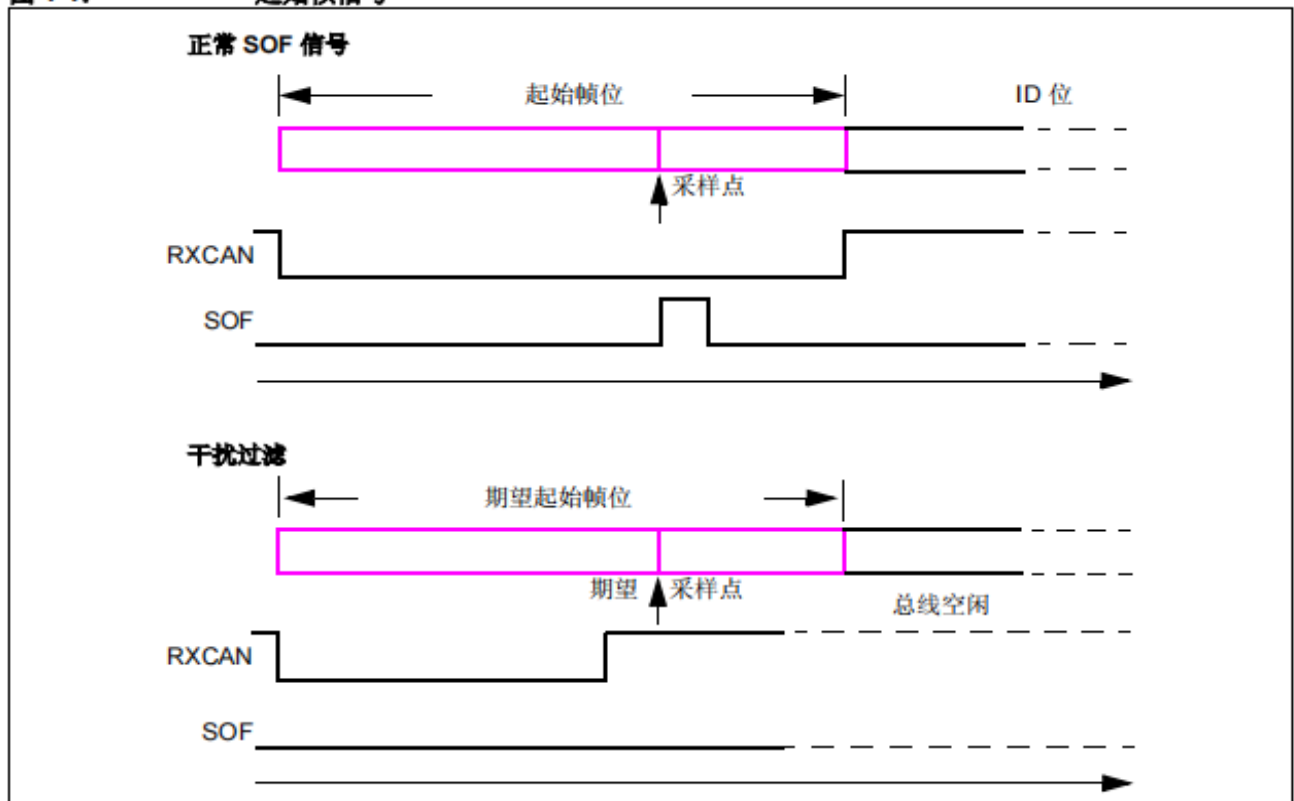 正常 SOF 信号
起始帧位
ID 位
采样点
RXCAN
SOF
干扰过滤
期望起始帧位
期望 采样点
总线空闲
RXCAN
SOF